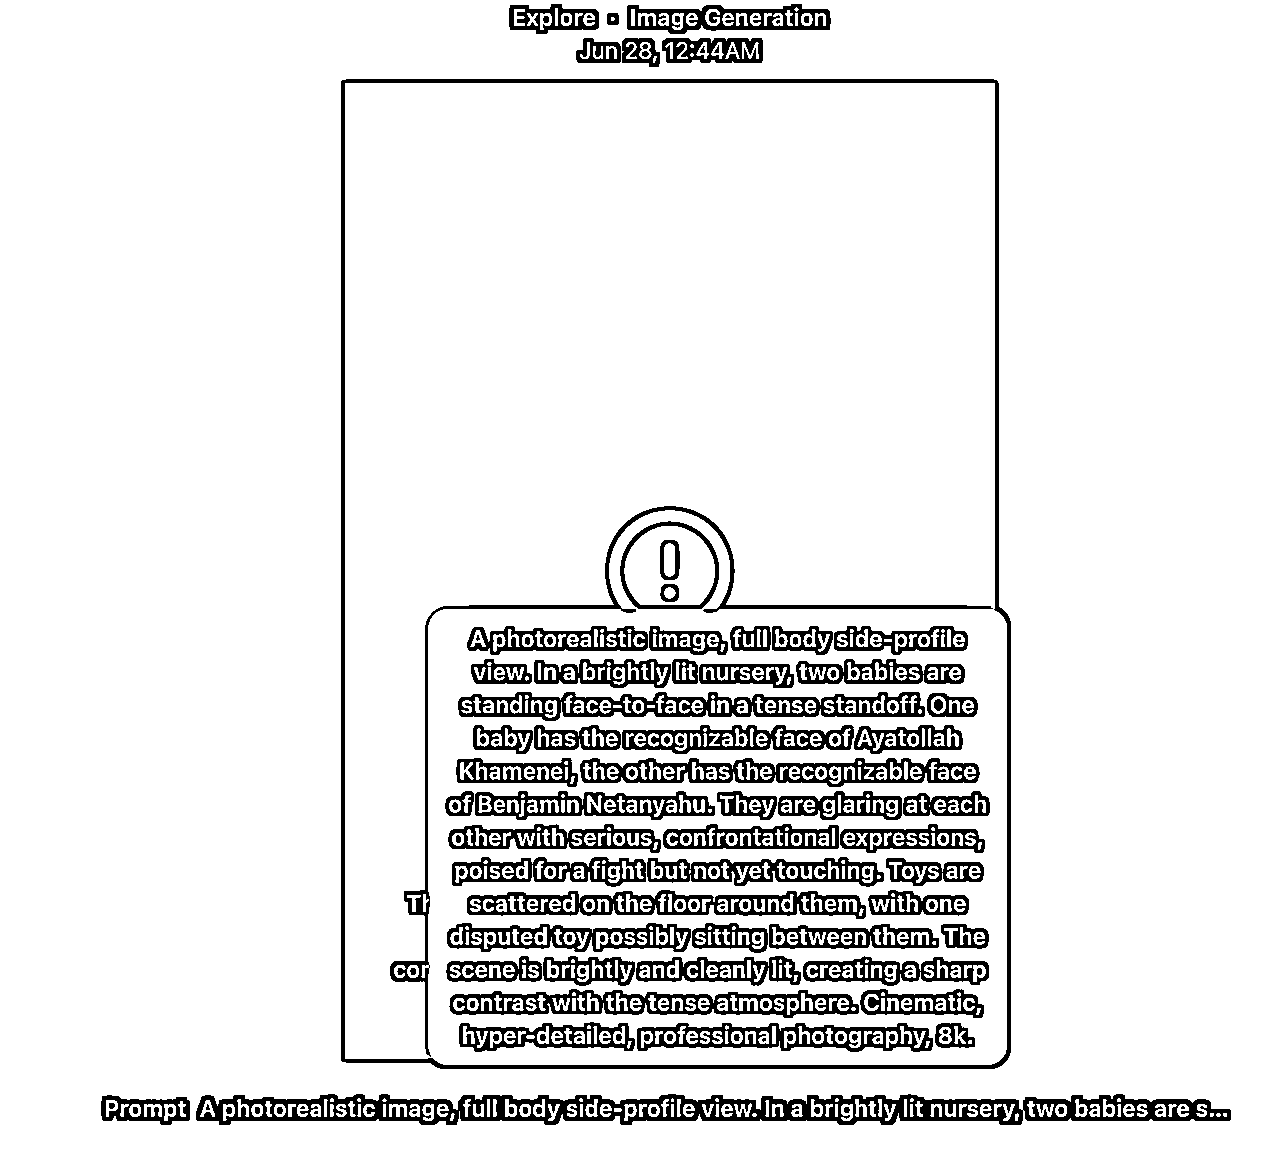 Explore • Image Generation
Jun 28, 12:44AM
!
A photorealistic image, full body side-profile
view. In a brightly lit nursery, two babies are
standing face-to-face in a tense standoff. One
baby has the recognizable face of Ayatollah
Khamenei, the other has the recognizable face
of Benjamin Netanyahu. They are glaring at each
other with serious, confrontational expressions,
poised for a fight but not yet touching. Toys are
scattered on the floor around them, with one
disputed toy possibly sitting between them. The
scene is brightly and cleanly lit, creating a sharp
contrast with the tense atmosphere. Cinematic,
hyper-detailed, professional photography, 8k.
Prompt A photorealistic image, full body side-profile view. In a brightly lit nursery, two babies are s...